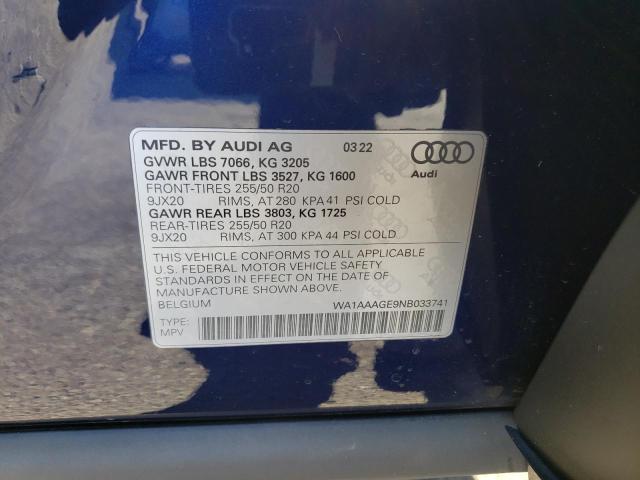 MFD. BY AUDI AG 03 22
GVWR LBS 7066, KG 3205
GAWR FRONT LBS 3527, KG 1600
FRONT-TIRES 255/50 R20
9JX20 RIMS, AT 280 KPA 41 PSI COLD
GAWR REAR LBS 3803, KG 1725
REAR-TIRES 255/50 R20
9JX20 RIMS, AT 300 KPA 44 PSI COLD
Audi
THIS VEHICLE CONFORMS TO ALL APPLICABLE
U.S. FEDERAL MOTOR VEHICLE SAFETY
STANDARDS IN EFFECT ON THE DATE OF
MANUFACTURE SHOWN ABOVE.
BELGIUM WA1AAAGE9NB033741
TYPE:
MPV